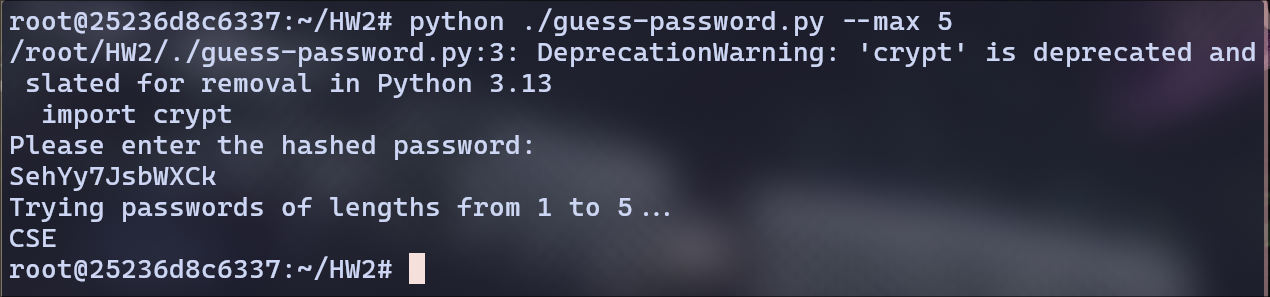 root@25236d8c6337:~/HW2# python ./guess-password.py --max 5
/root/HW2/./guess-password.py:3: DeprecationWarning: 'crypt' is deprecated and
 slated for removal in Python 3.13
  import crypt
Please enter the hashed password:
SehYy7JsbWXCk
Trying passwords of lengths from 1 to 5...
CSE
root@25236d8c6337:~/HW2#